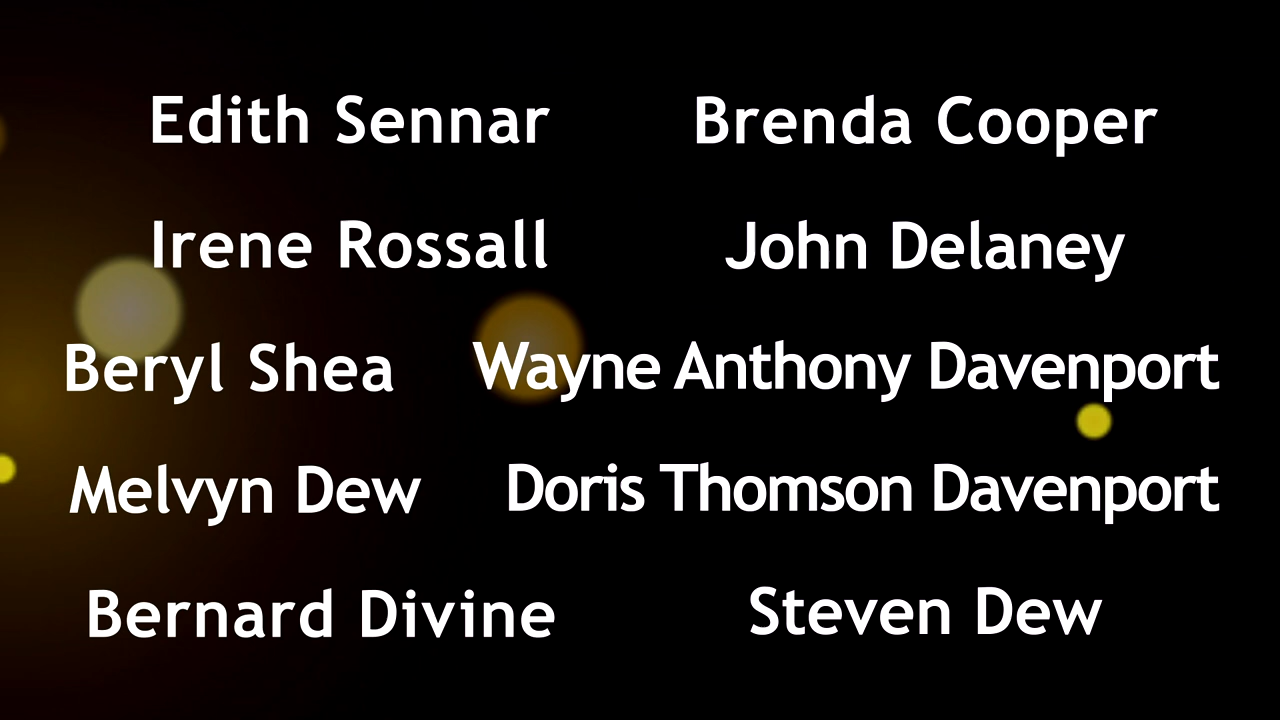 Edith Sennar
Brenda Cooper
Irene Rossall
John Delaney
Beryl Shea
Wayne Anthony Davenport
Melvyn Dew
Doris Thomson Davenport
Bernard Divine
Steven Dew